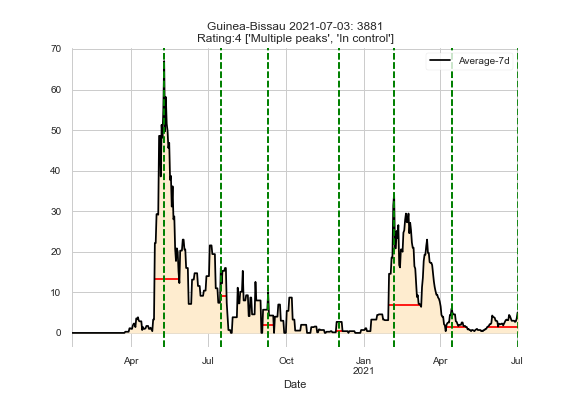 Guinea-Bissau 2021-07-03: 3881
Rating:4 ['Multiple peaks', 'In control']
Average-7d
70
60
50
40
30
20
10
0
Apr
Jul
Oct
Jan
2021
Apr
Jul
Date